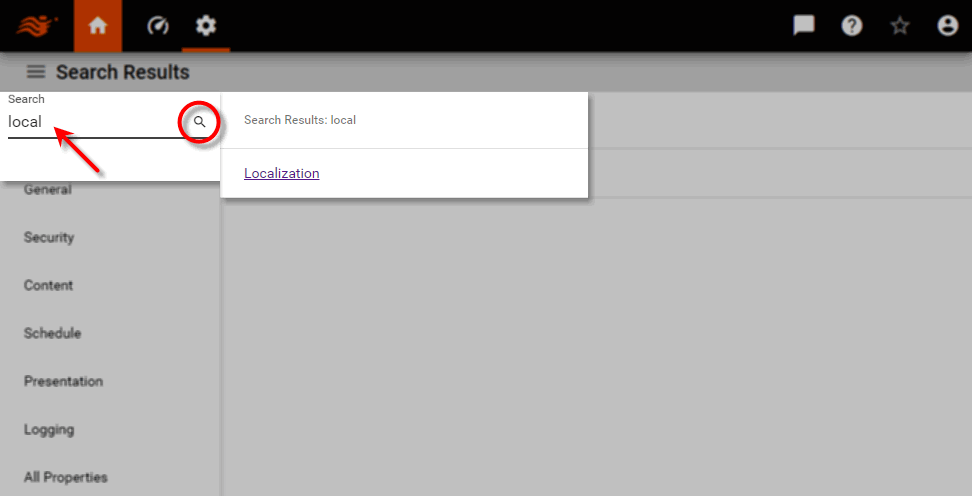 Search Results
Search
local
Search Results: local
Localization
General
Security
Content
Schedule
Presentation
Logging
All Properties